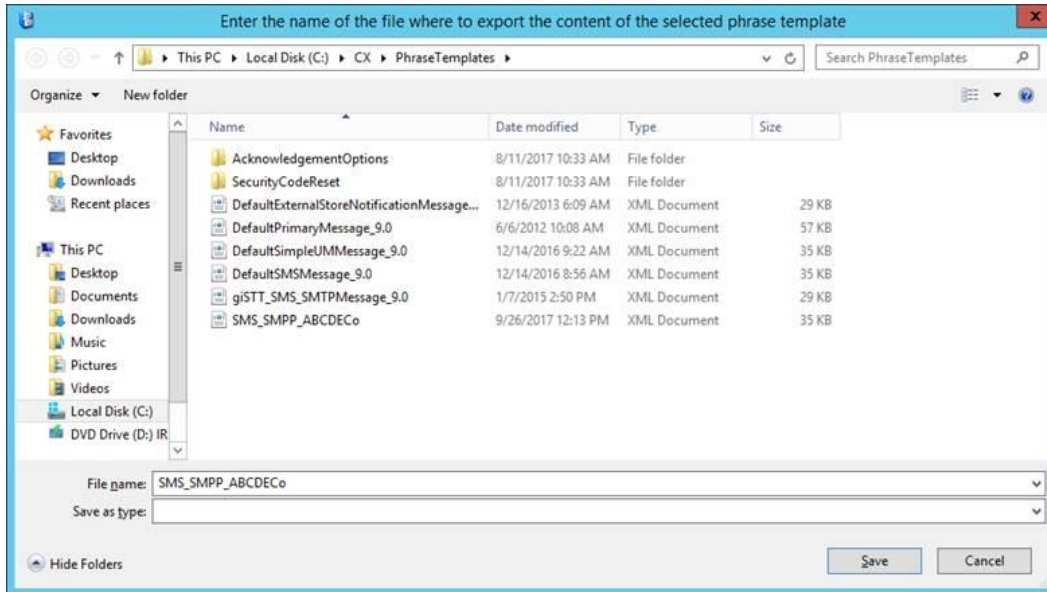 Enter the name of the file where to export the content of the selected phrase template
This PC Local Disk (C:) CX PhraseTemplates Search PhraseTemplates
Organize New folder
Name Date modified Type Size
Favorites
Desktop
Downloads
Recent places
This PC
Desktop
Documents
Downloads
Music
Pictures
Videos
Local Disk (C:)
DVD Drive (D:) IR
AcknowledgementOptions 8/11/2017 10:33 AM File folder
SecurityCodeReset 8/11/2017 10:33 AM File folder
DefaultExternalStoreNotificationMessage... 12/16/2013 6:09 AM XML Document 29 KB
DefaultPrimaryMessage_9.0 6/6/2012 10:08 AM XML Document 57 KB
DefaultSimpleUMMessage_9.0 12/14/2016 9:22 AM XML Document 35 KB
DefaultSMSMessage_9.0 12/14/2016 8:56 AM XML Document 35 KB
giSTT_SMS_SMTPMessage_9.0 1/7/2015 2:50 PM XML Document 29 KB
SMS_SMPP_ABCDECo 9/26/2017 12:13 PM XML Document 35 KB
File name: SMS_SMPP_ABCDECo
Save as type:
Hide Folders Save Cancel